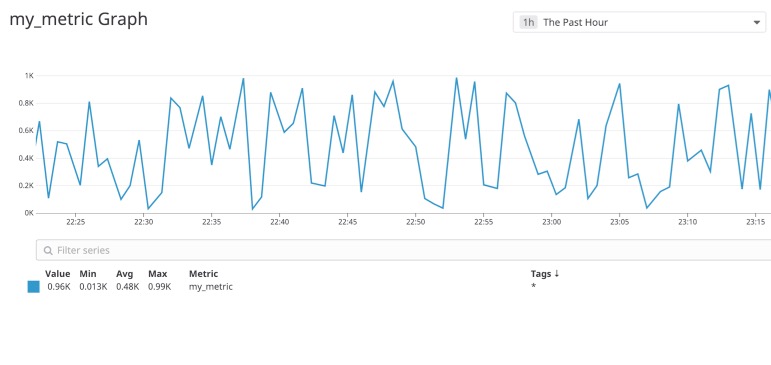 my_metric Graph
1h The Past Hour
1K
0.8K
0.6K
0.4K
0.2K
0K
22:25 22:30 22:35 22:40 22:45 22:50 22:55 23:00 23:05 23:10 23:15
Filter series
Value Min Avg Max Metric Tags ↓
0.96K 0.013K 0.48K 0.99K my_metric *